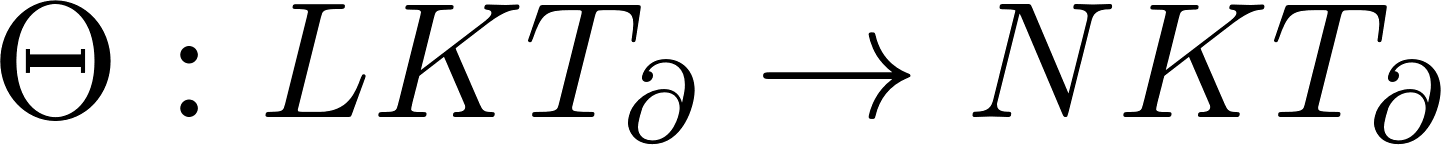 Θ : LKT∂ → NKT∂